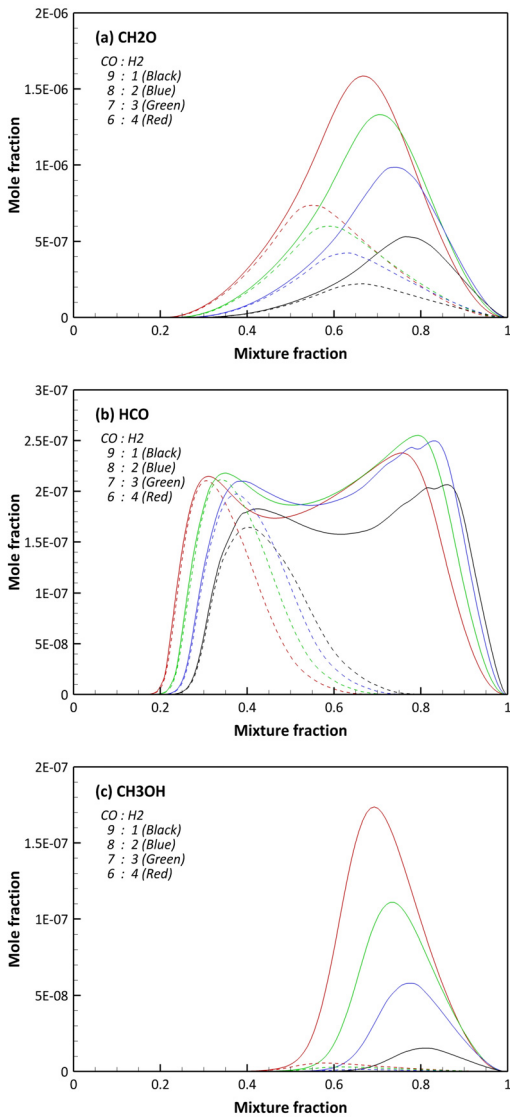 2E-06
(a) CH2O
CO : H2
9 : 1 (Black)
8 : 2 (Blue)
7 : 3 (Green)
6 : 4 (Red)
1.5E-06
1E-06
5E-07
0
Mole fraction
0 0.2 0.4 0.6 0.8 1
Mixture fraction
3E-07
(b) HCO
CO : H2
9 : 1 (Black)
8 : 2 (Blue)
7 : 3 (Green)
6 : 4 (Red)
2.5E-07
2E-07
1.5E-07
1E-07
5E-08
0
Mole fraction
0 0.2 0.4 0.6 0.8 1
Mixture fraction
2E-07
(c) CH3OH
CO : H2
9 : 1 (Black)
8 : 2 (Blue)
7 : 3 (Green)
6 : 4 (Red)
1.5E-07
1E-07
5E-08
0
Mole fraction
0 0.2 0.4 0.6 0.8 1
Mixture fraction